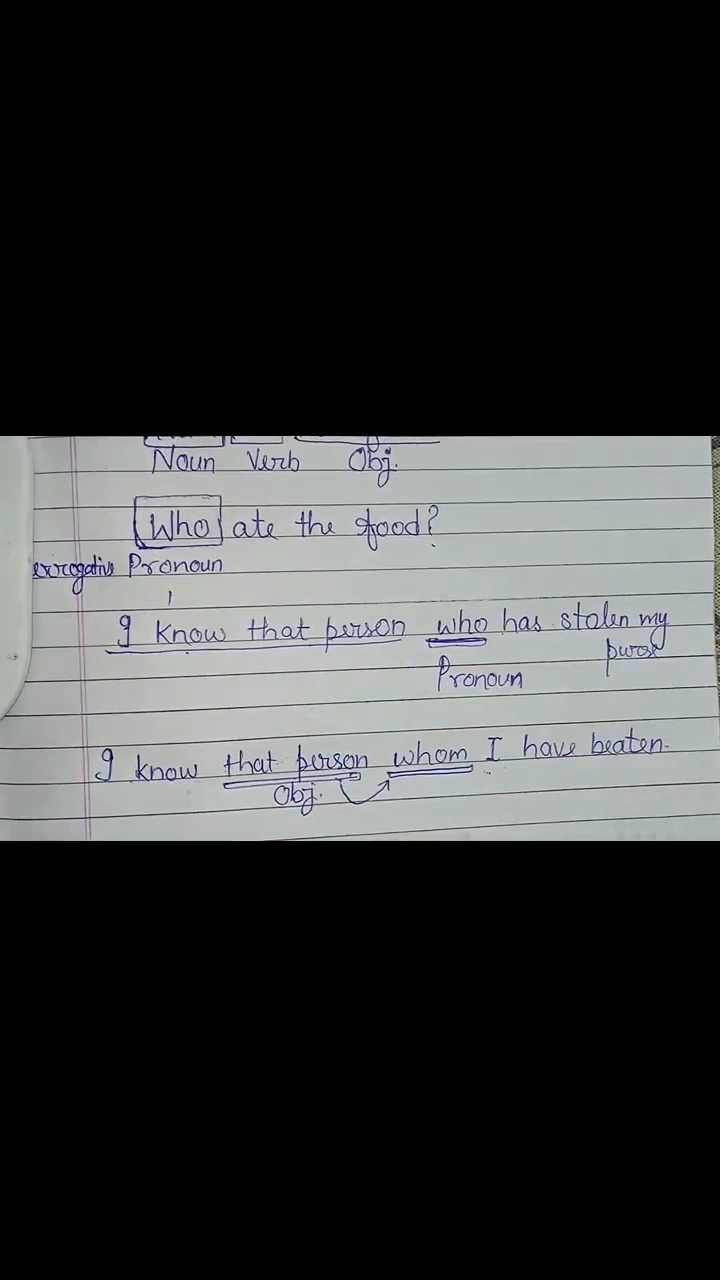 Noun Verb Obj.
Who ate the food?
errogative Pronoun
I know that person who has stolen my
purse
Pronoun
I know that person whom I have beaten.
Obj.